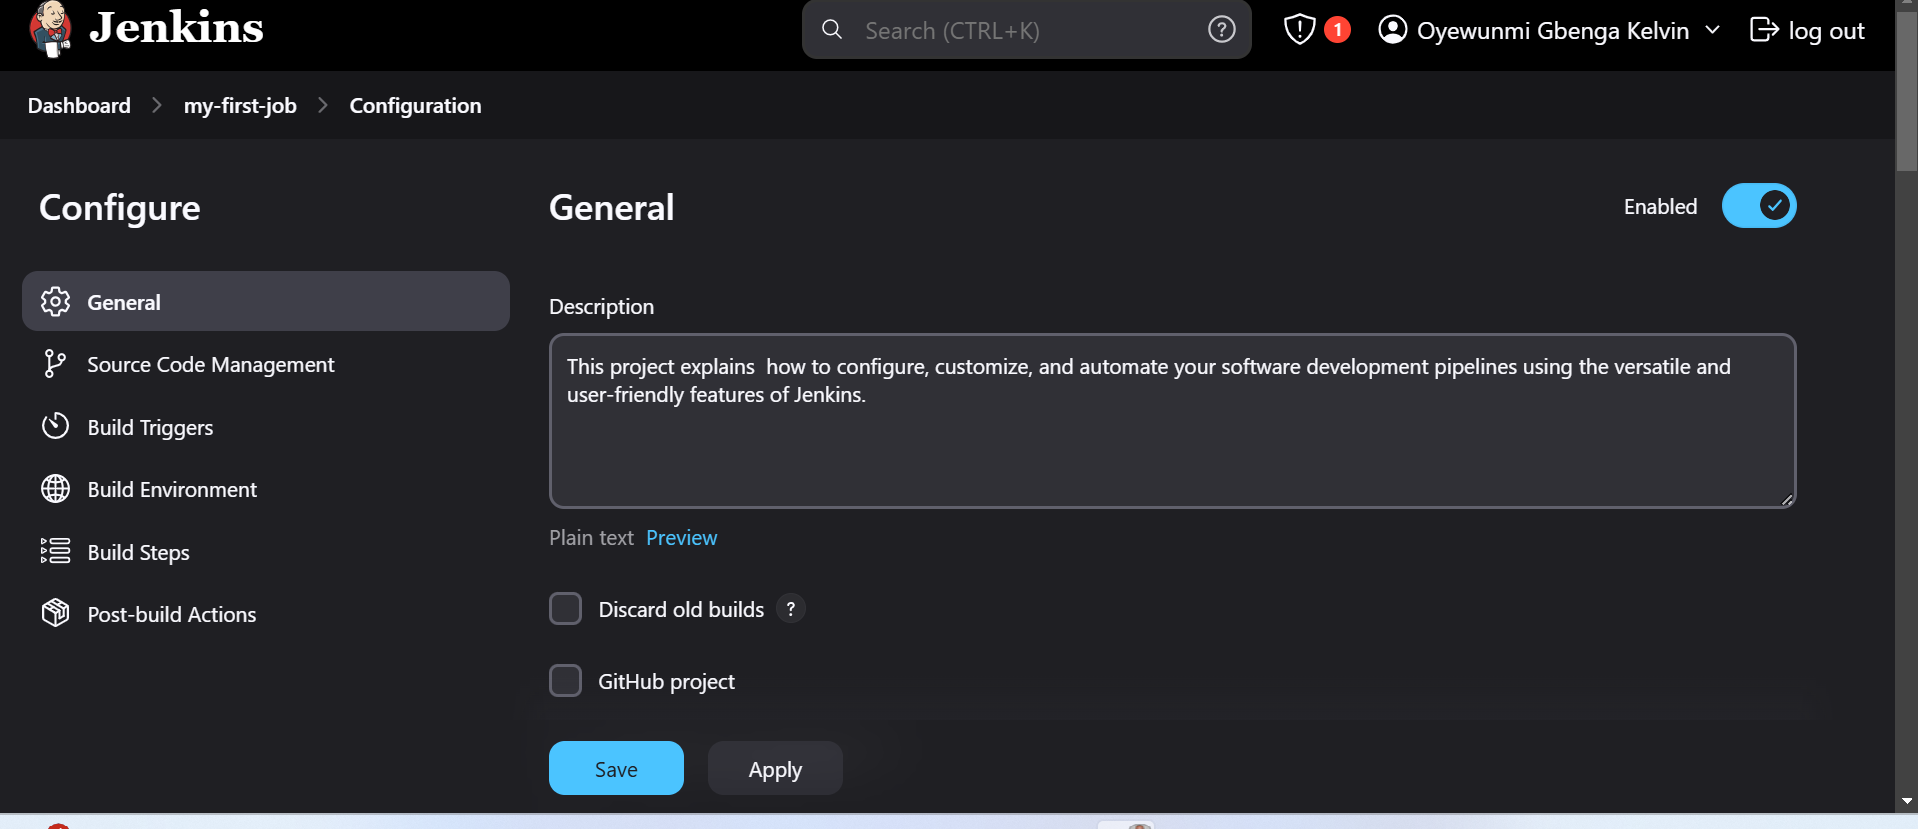 Jenkins
Search (CTRL+K)
?
1
Oyewunmi Gbenga Kelvin
log out
Dashboard > my-first-job > Configuration
Configure
General
Source Code Management
Build Triggers
Build Environment
Build Steps
Post-build Actions
General
Enabled
Description
This project explains  how to configure, customize, and automate your software development pipelines using the versatile and
user-friendly features of Jenkins.
Plain text Preview
Discard old builds ?
GitHub project
Save
Apply